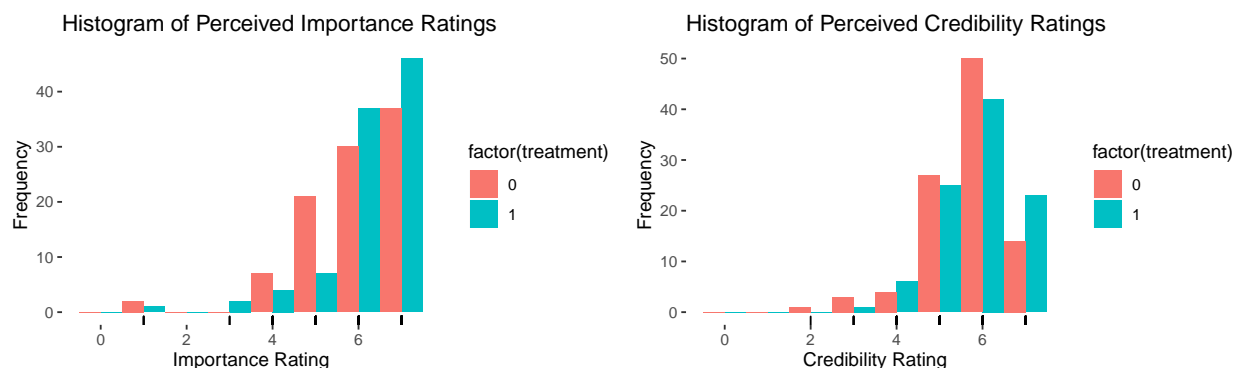 Histogram of Perceived Importance Ratings
40
30
20
10
0
Frequency
0 2 4 6
Importance Rating
factor(treatment)
0
1
Histogram of Perceived Credibility Ratings
50
40
30
20
10
0
Frequency
0 2 4 6
Credibility Rating
factor(treatment)
0
1